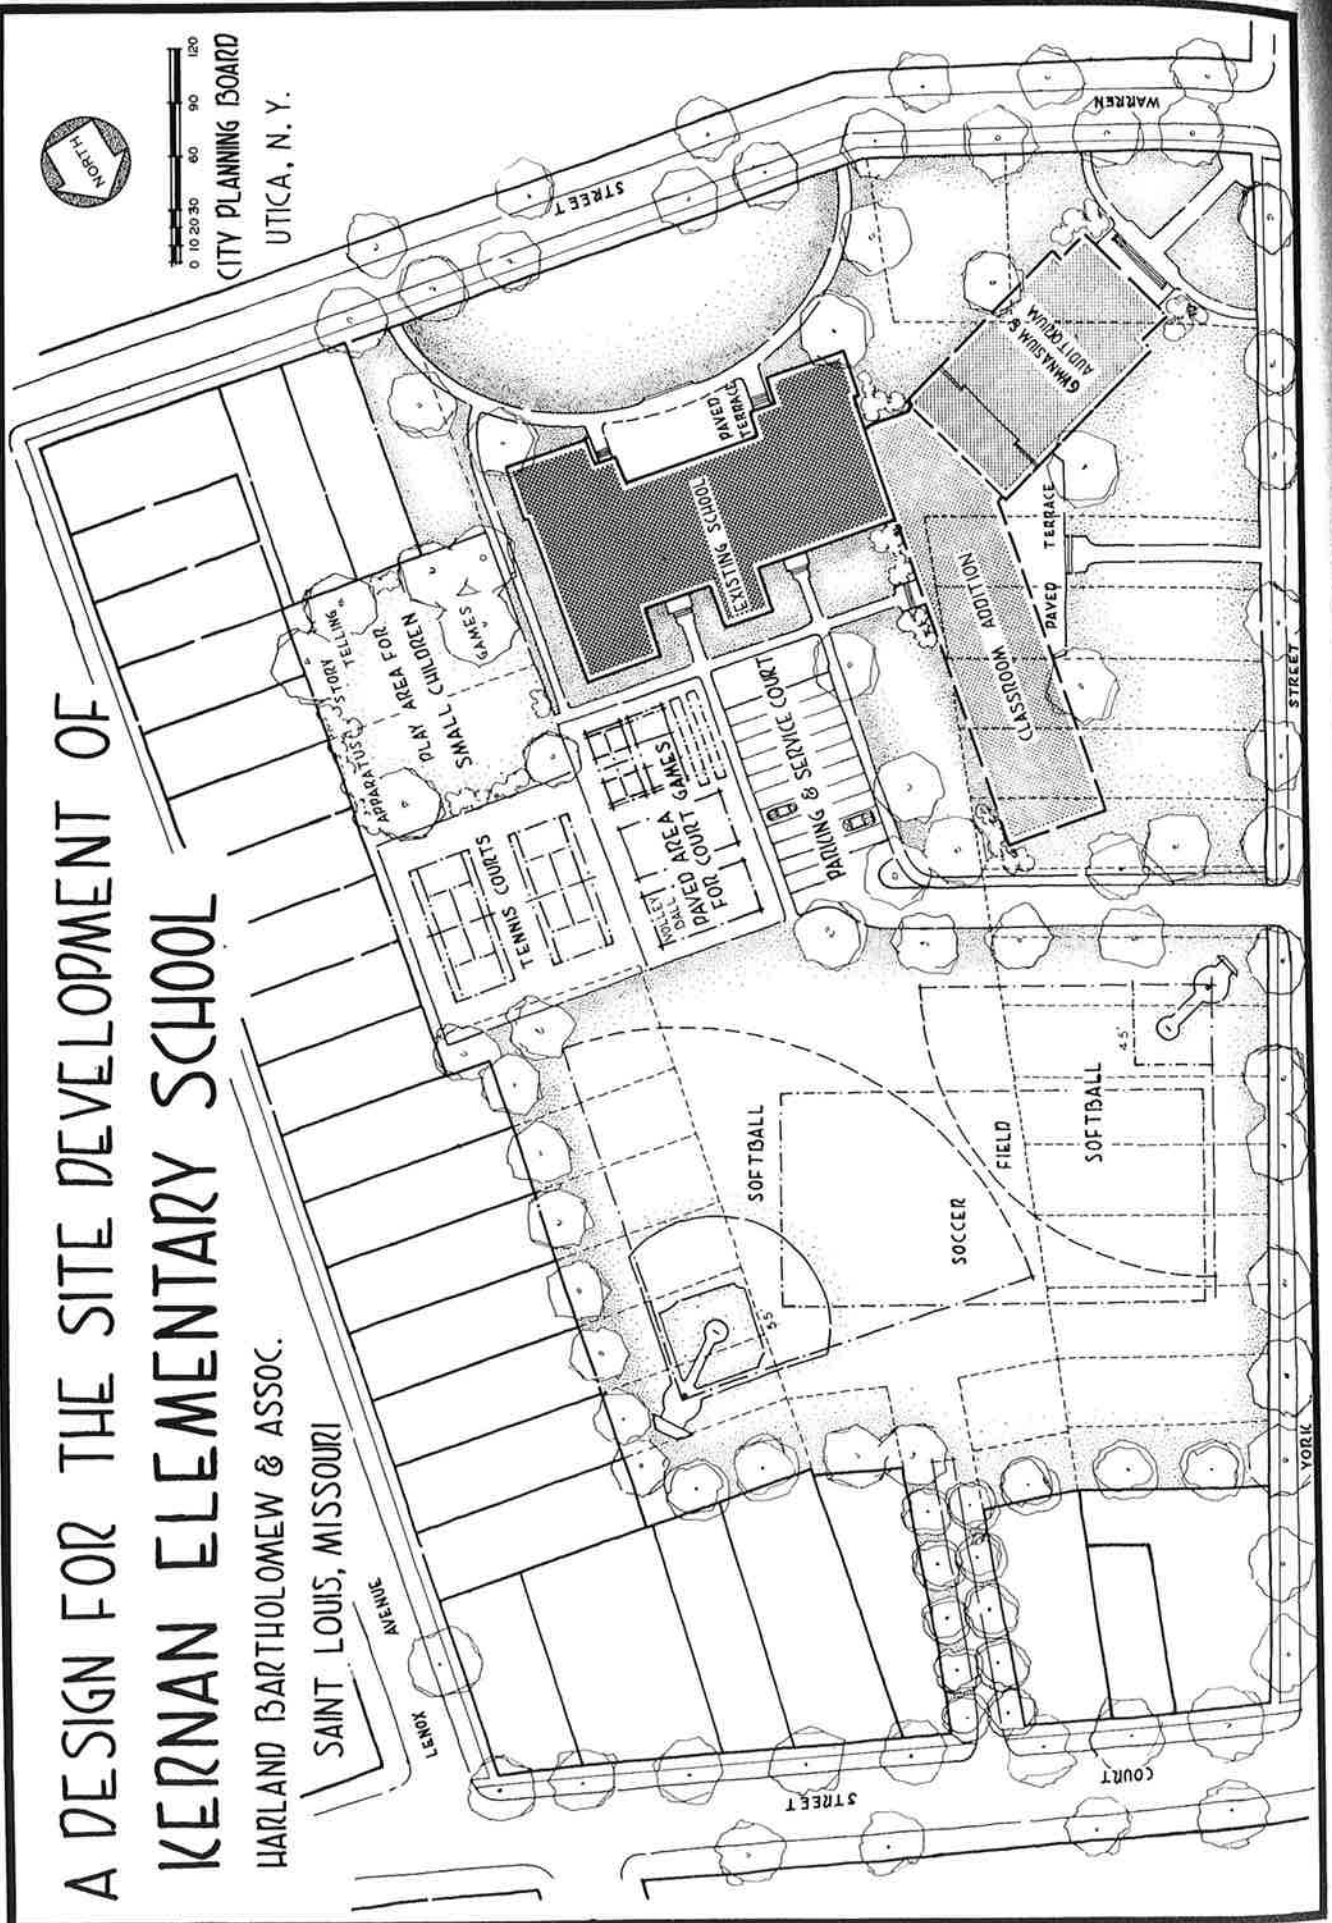 A DESIGN FOR THE SITE DEVELOPMENT OF
KERNAN ELEMENTARY SCHOOL
HARLAND BARTHOLOMEW & ASSOC.
SAINT LOUIS, MISSOURI
NORTH
0 10 20 30 60 90 120
CITY PLANNING BOARD
UTICA, N. Y.
LENOX
AVENUE
STREET
WARREN
STORY
TELLING
APPARATUS
PLAY AREA FOR
SMALL CHILDREN
GAMES
TENNIS COURTS
VOLLEY
BALL
PAVED AREA
FOR COURT GAMES
PARKING & SERVICE COURT
EXISTING SCHOOL
PAVED
TERRACE
GYMNASIUM &
AUDITORIUM
CLASSROOM ADDITION
PAVED TERRACE
SOFTBALL
55'
SOCCER
FIELD
SOFTBALL
45'
STREET
COURT
YORK
STREET